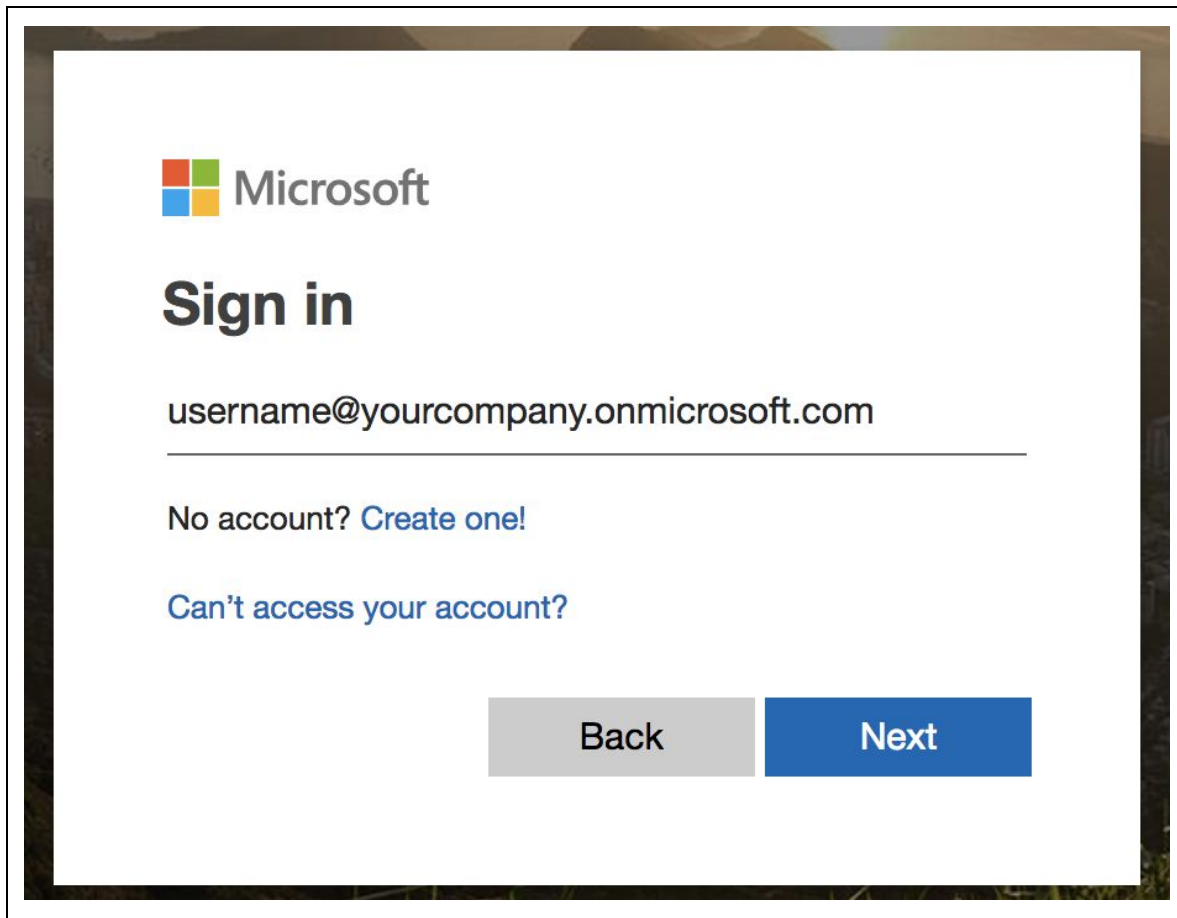 Microsoft
Sign in
username@yourcompany.onmicrosoft.com
No account? Create one!
Can’t access your account?
Back Next